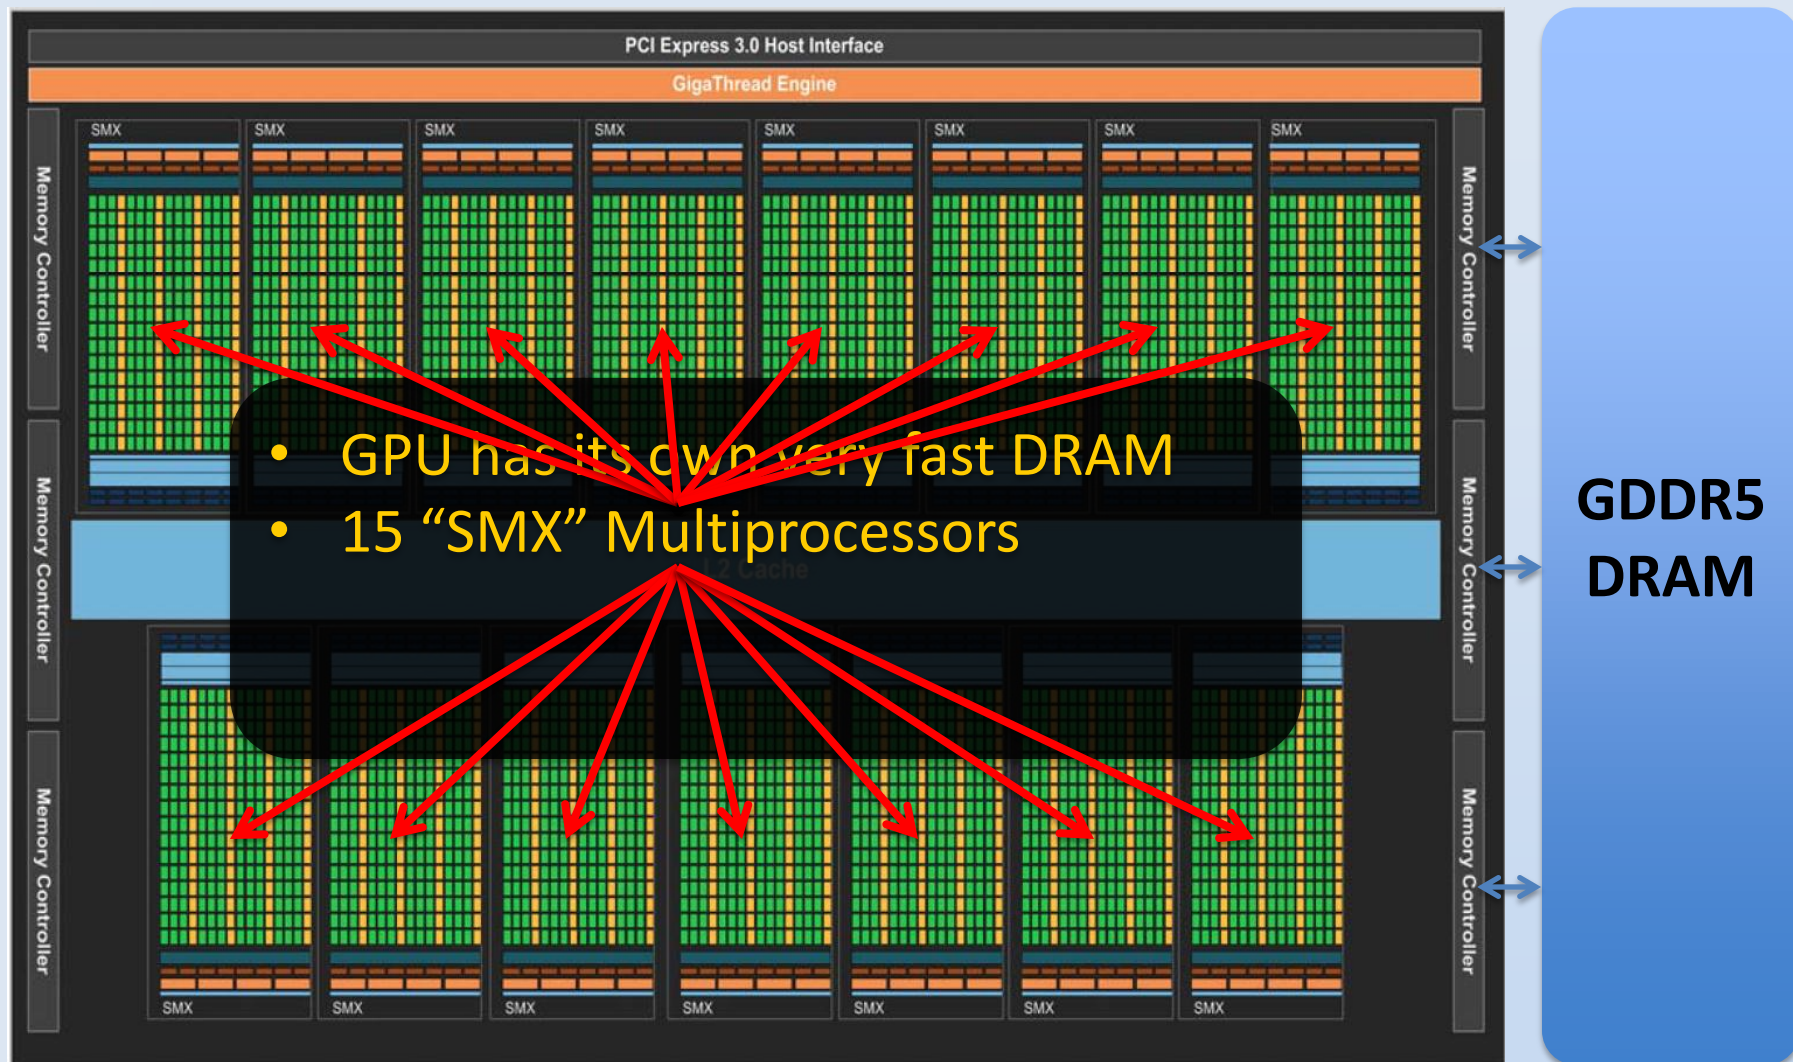 PCI Express 3.0 Host Interface
GigaThread Engine
SMX SMX SMX SMX SMX SMX SMX SMX
Memory Controller
Memory Controller
Memory Controller
• GPU has its own very fast DRAM
• 15 “SMX” Multiprocessors
L2 Cache
SMX SMX SMX SMX SMX SMX SMX
Memory Controller
Memory Controller
Memory Controller
GDDR5
DRAM